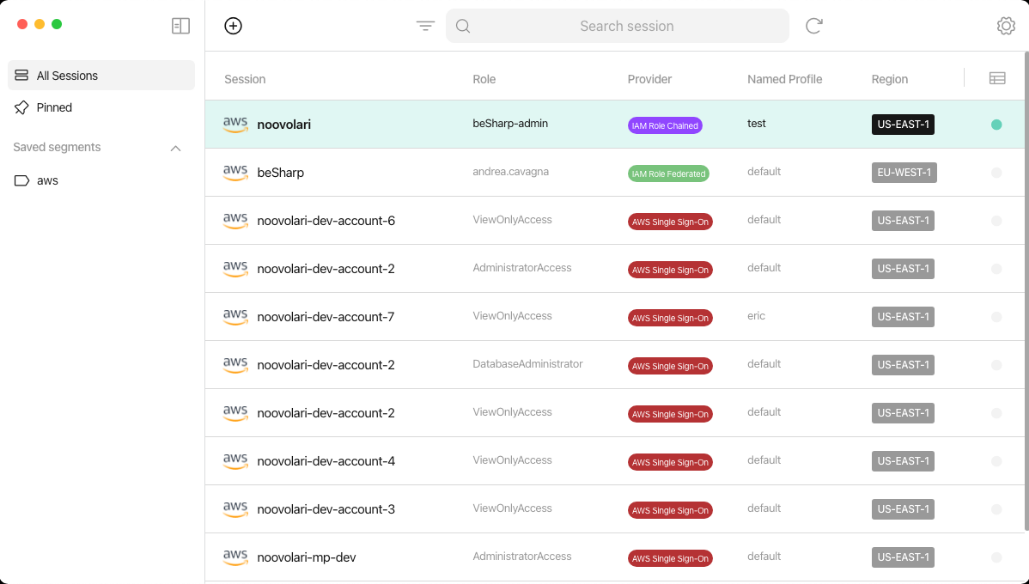 Search session
All Sessions
Pinned
Saved segments
aws
Session Role Provider Named Profile Region
aws noovolari beSharp-admin IAM Role Chained test US-EAST-1
aws beSharp andrea.cavagna IAM Role Federated default EU-WEST-1
aws noovolari-dev-account-6 ViewOnlyAccess AWS Single Sign-On default US-EAST-1
aws noovolari-dev-account-2 AdministratorAccess AWS Single Sign-On default US-EAST-1
aws noovolari-dev-account-7 ViewOnlyAccess AWS Single Sign-On eric US-EAST-1
aws noovolari-dev-account-2 DatabaseAdministrator AWS Single Sign-On default US-EAST-1
aws noovolari-dev-account-2 ViewOnlyAccess AWS Single Sign-On default US-EAST-1
aws noovolari-dev-account-4 ViewOnlyAccess AWS Single Sign-On default US-EAST-1
aws noovolari-dev-account-3 ViewOnlyAccess AWS Single Sign-On default US-EAST-1
aws noovolari-mp-dev AdministratorAccess AWS Single Sign-On default US-EAST-1